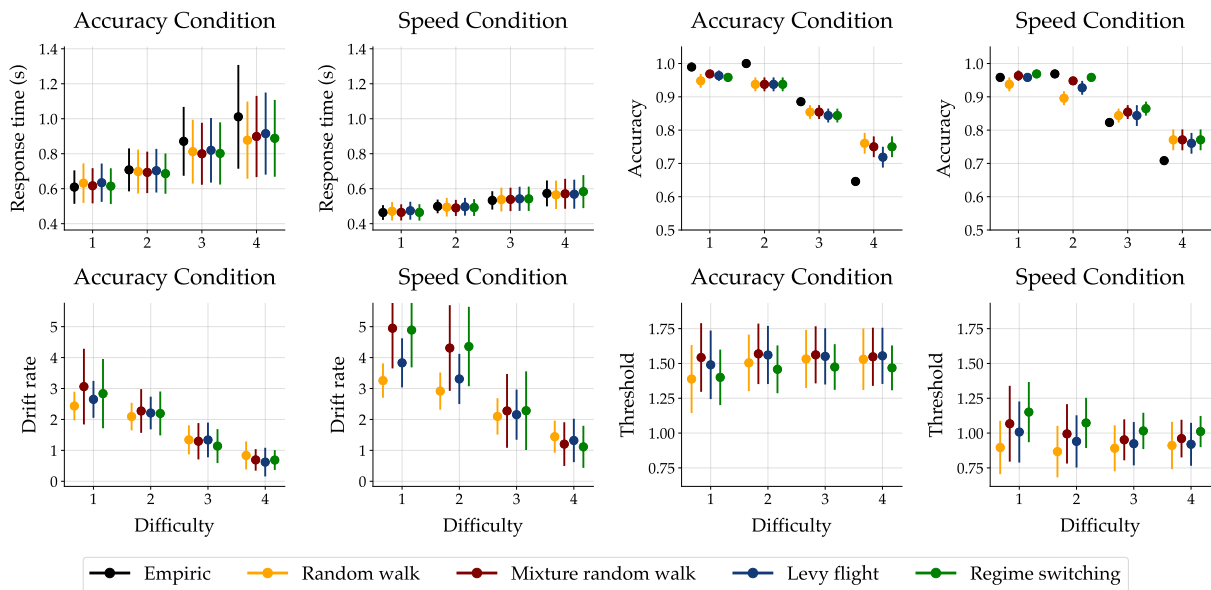 Accuracy Condition
Response time (s)
1.4
1.2
1.0
0.8
0.6
0.4
1 2 3 4
Speed Condition
Response time (s)
1.4
1.2
1.0
0.8
0.6
0.4
1 2 3 4
Accuracy Condition
Accuracy
1.0
0.9
0.8
0.7
0.6
0.5
1 2 3 4
Speed Condition
Accuracy
1.0
0.9
0.8
0.7
0.6
0.5
1 2 3 4
Accuracy Condition
Drift rate
5
4
3
2
1
0
1 2 3 4
Difficulty
Speed Condition
Drift rate
5
4
3
2
1
0
1 2 3 4
Difficulty
Accuracy Condition
Threshold
1.75
1.50
1.25
1.00
0.75
1 2 3 4
Difficulty
Speed Condition
Threshold
1.75
1.50
1.25
1.00
0.75
1 2 3 4
Difficulty
Empiric Random walk Mixture random walk Levy flight Regime switching